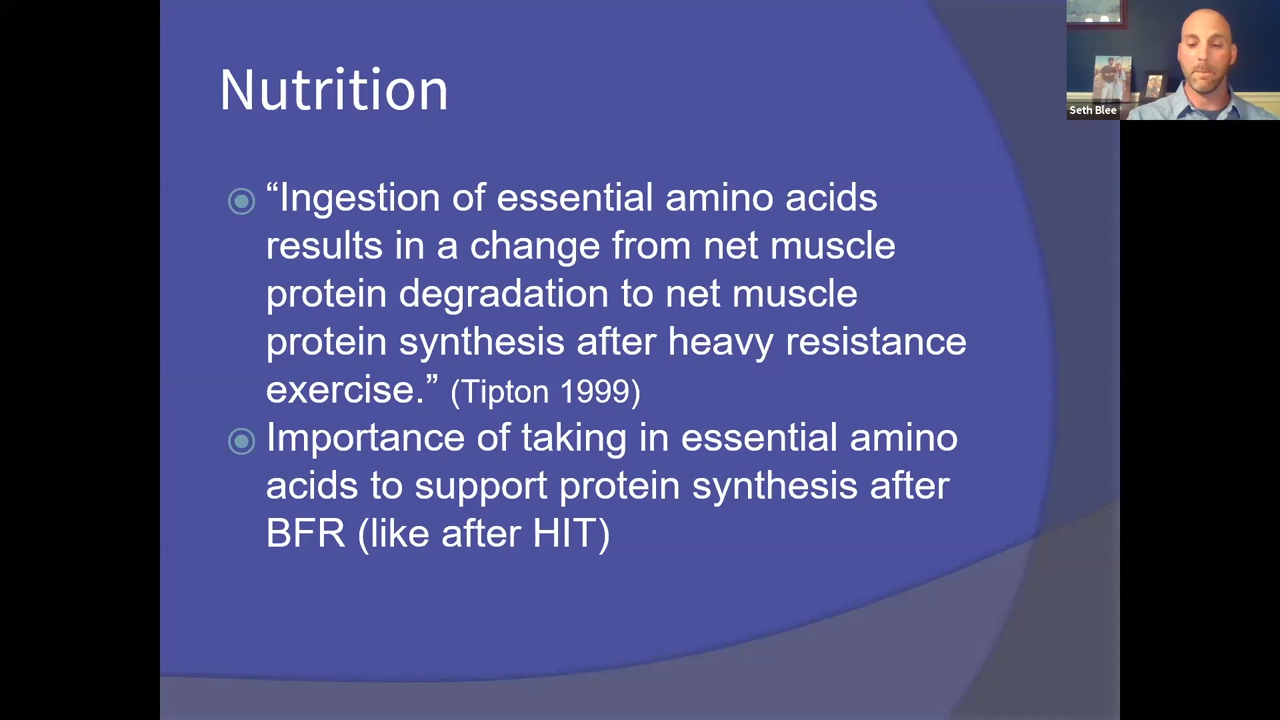 Nutrition
“Ingestion of essential amino acids
results in a change from net muscle
protein degradation to net muscle
protein synthesis after heavy resistance
exercise.” (Tipton 1999)
Importance of taking in essential amino
acids to support protein synthesis after
BFR (like after HIT)
Seth Blee